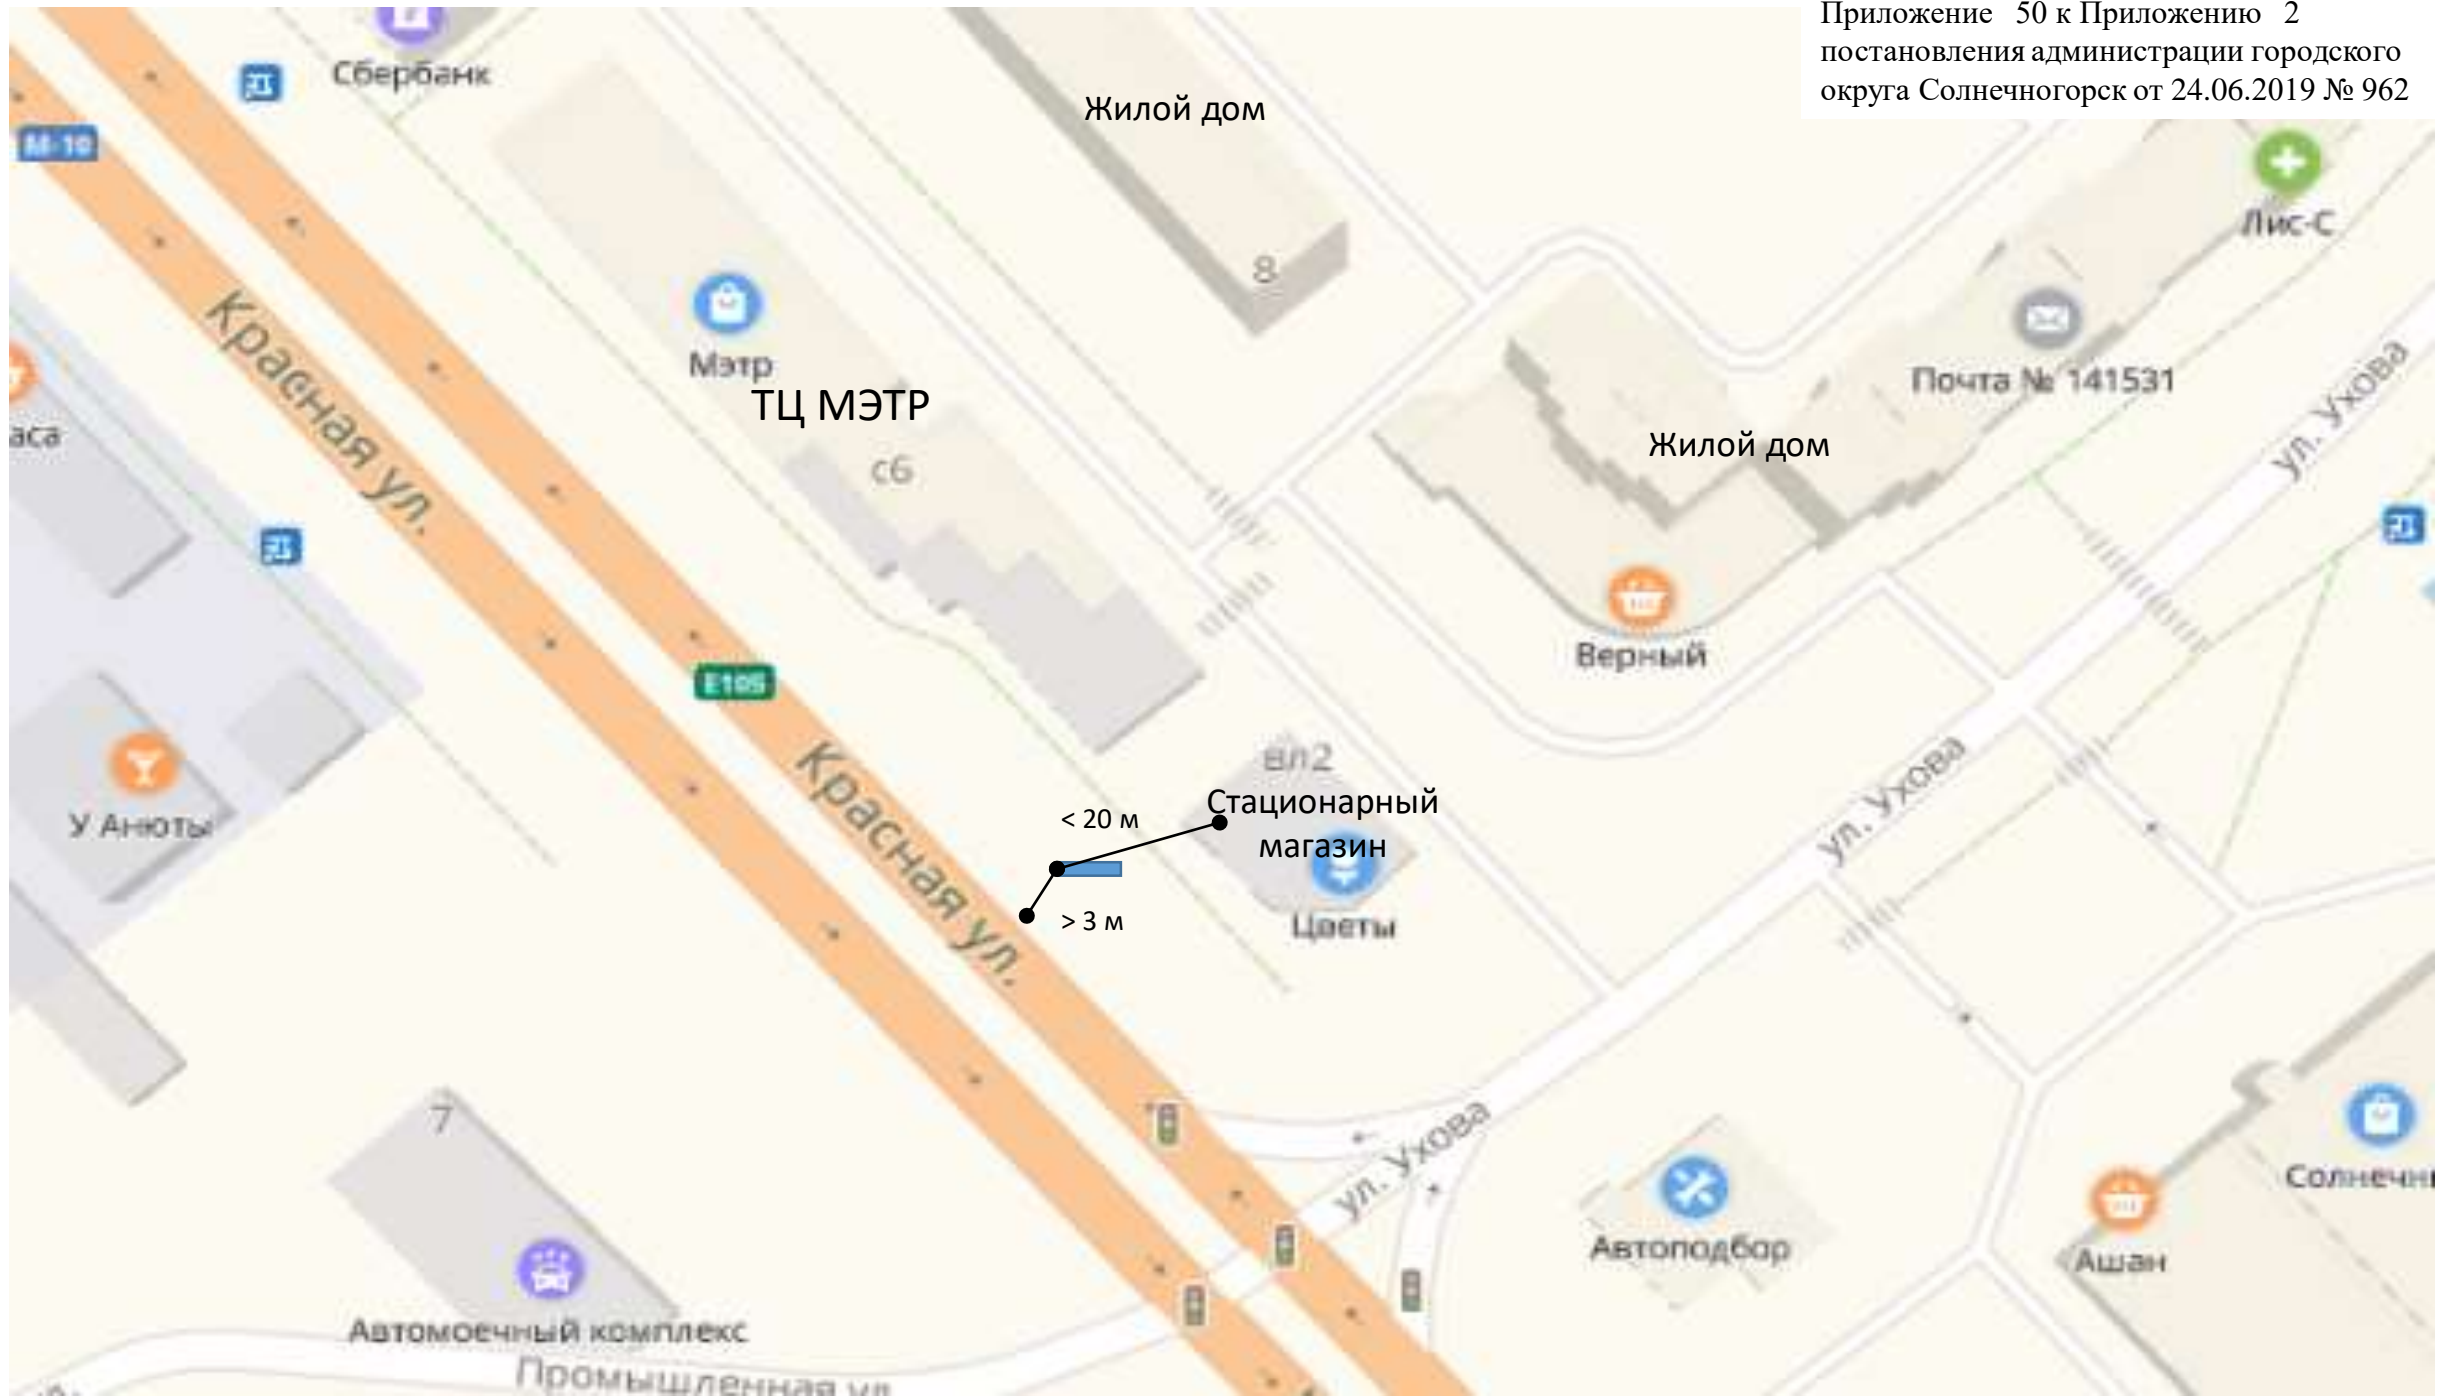 Приложение 50 к Приложению 2
постановления администрации городского
округа Солнечногорск от 24.06.2019 № 962
Сбербанк
Жилой дом
М-10
Лис-С
8
Мэтр
ТЦ МЭТР
с6
Почта № 141531
Жилой дом
ул. Ухова
Красная ул.
аса
Верный
Е105
У Анюты
Красная ул.
вл2
Стационарный
магазин
< 20 м
> 3 м
Цветы
ул. Ухова
7
ул. Ухова
Автоподбор
Солнечн
Ашан
Автомоечный комплекс
Промышленная ул